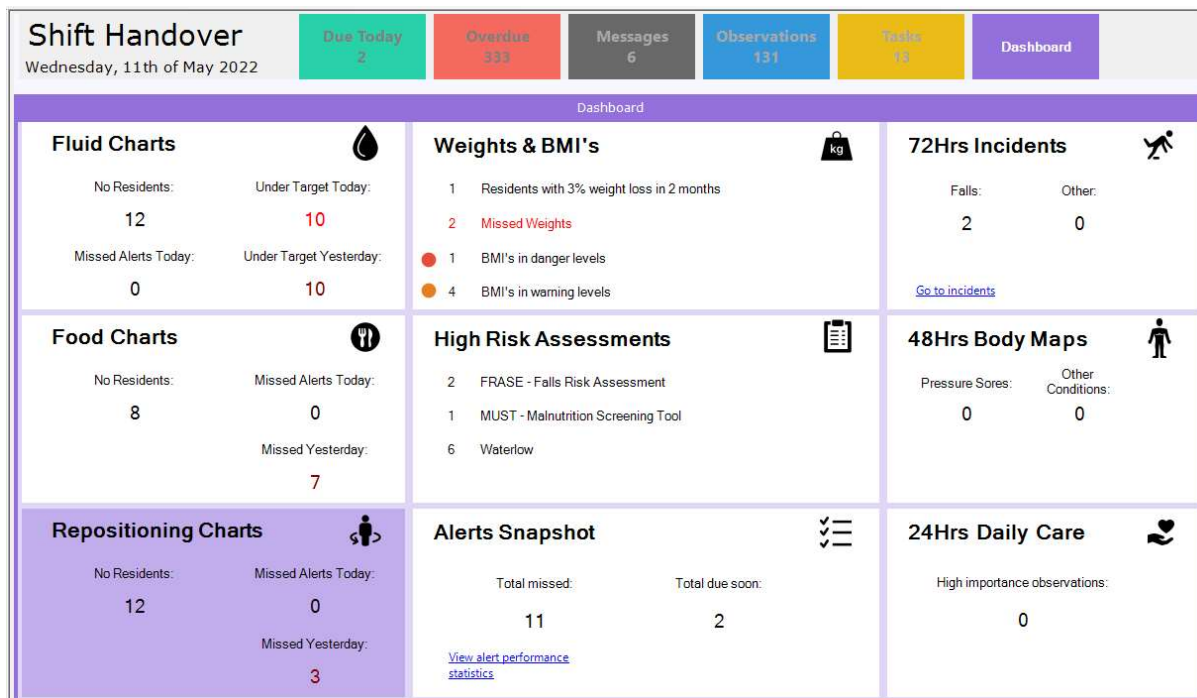 Shift Handover
Wednesday, 11th of May 2022
Due Today
2
Overdue
333
Messages
6
Observations
131
Tasks
13
Dashboard
Dashboard
Fluid Charts
No Residents:
Under Target Today:
12
10
Missed Alerts Today:
Under Target Yesterday:
0
10
Weights & BMI's
kg
1 Residents with 3% weight loss in 2 months
2 Missed Weights
1 BMI's in danger levels
4 BMI's in warning levels
72Hrs Incidents
Falls:
Other:
2
0
Go to incidents
Food Charts
No Residents:
Missed Alerts Today:
8
0
Missed Yesterday:
7
High Risk Assessments
2 FRASE - Falls Risk Assessment
1 MUST - Malnutrition Screening Tool
6 Waterlow
48Hrs Body Maps
Pressure Sores:
Other
Conditions:
0
0
Repositioning Charts
No Residents:
Missed Alerts Today:
12
0
Missed Yesterday:
3
Alerts Snapshot
Total missed:
Total due soon:
11
2
View alert performance
statistics
24Hrs Daily Care
High importance observations:
0